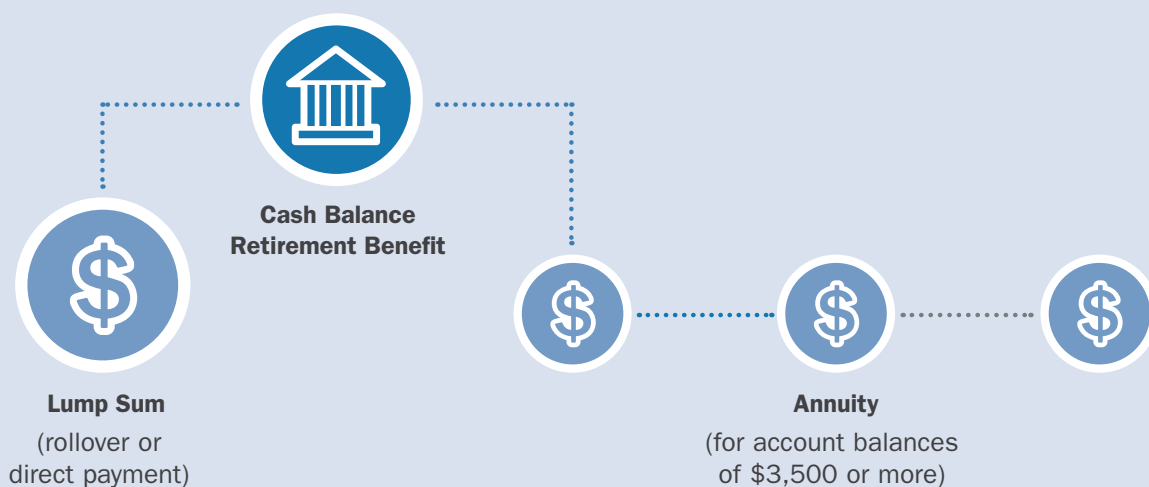 Cash Balance
Retirement Benefit
Lump Sum
(rollover or
direct payment)
Annuity
(for account balances
of $3,500 or more)